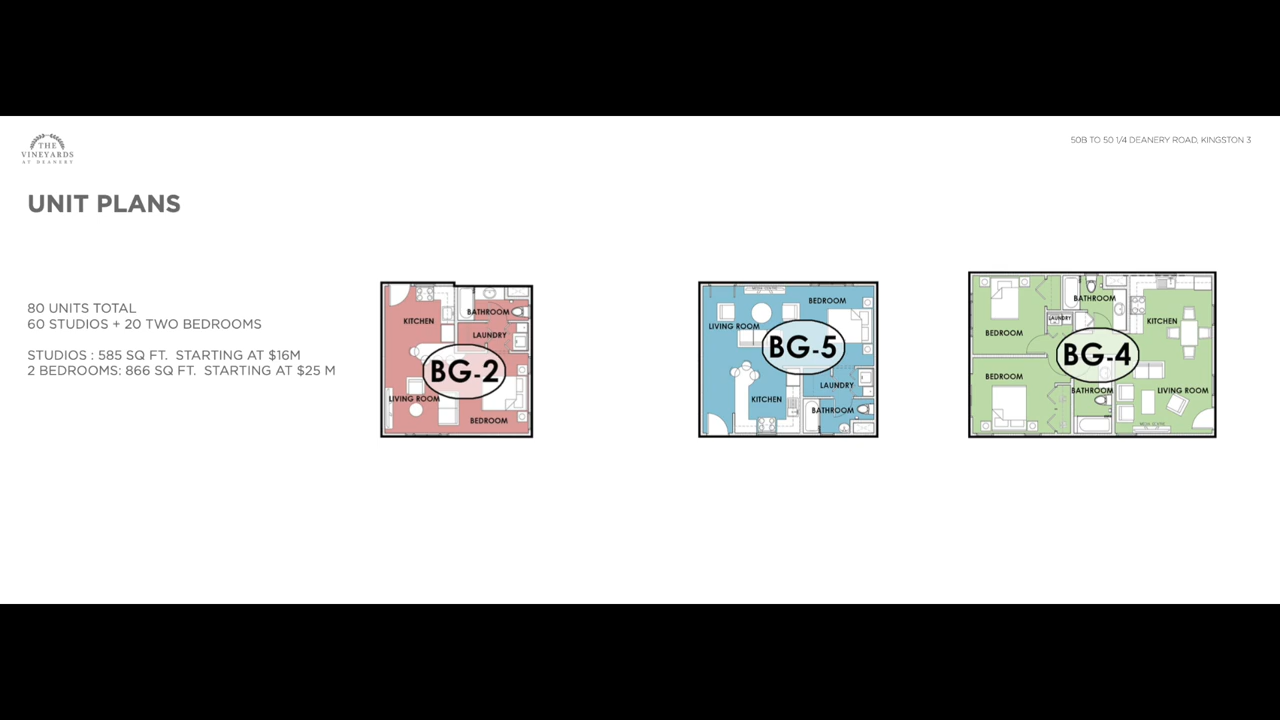 THE
VINEYARDS
AT DEANERY
50B TO 50 1/4 DEANERY ROAD, KINGSTON 3
UNIT PLANS
80 UNITS TOTAL
60 STUDIOS + 20 TWO BEDROOMS
STUDIOS : 585 SQ FT. STARTING AT $16M
2 BEDROOMS: 866 SQ FT. STARTING AT $25 M
KITCHEN
BATHROOM
LAUNDRY
BG-2
LIVING ROOM
BEDROOM
BEDROOM
LIVING ROOM
BG-5
LAUNDRY
KITCHEN
BATHROOM
BATHROOM
LAUNDRY
KITCHEN
BEDROOM
BG-4
BEDROOM
BATHROOM
LIVING ROOM